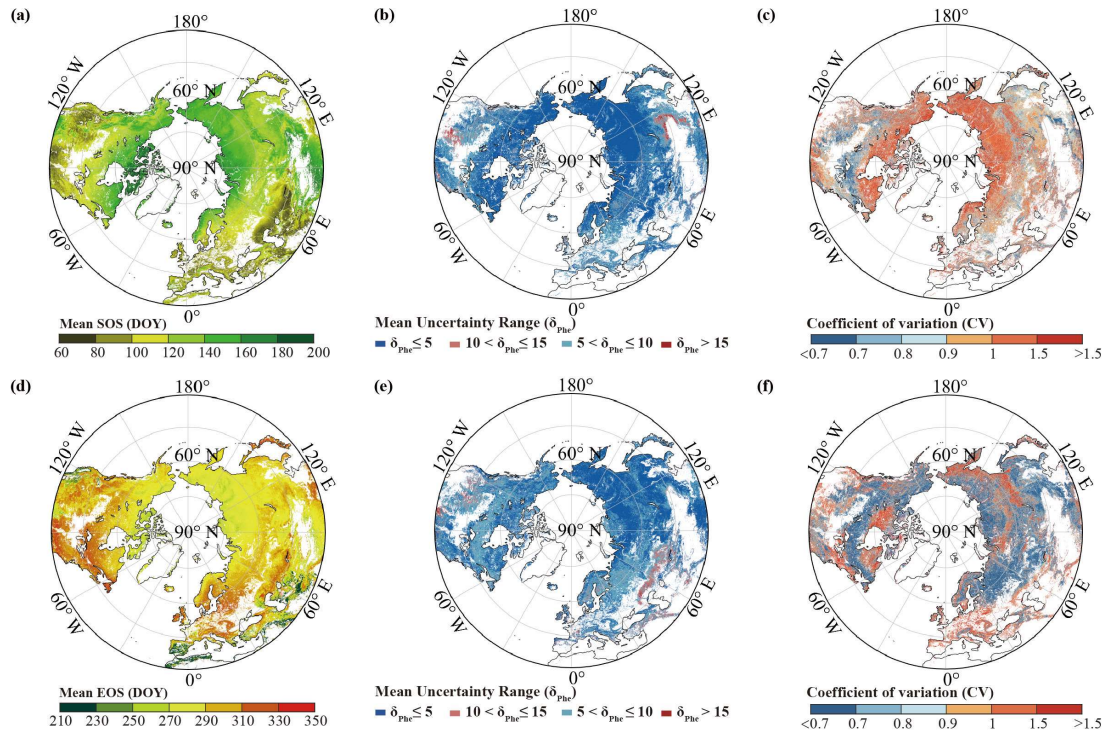 (a)
180°
120° W
60° N
120° E
90° N
60° W
60° E
0°
Mean SOS (DOY)
60 80 100 120 140 160 180 200
(b)
180°
120° W
60° N
120° E
90° N
60° W
60° E
0°
Mean Uncertainty Range (δPhe)
δPhe ≤ 5 10 < δPhe ≤ 15 5 < δPhe ≤ 10 δPhe > 15
(c)
180°
120° W
60° N
120° E
90° N
60° W
60° E
0°
Coefficient of variation (CV)
<0.7 0.7 0.8 0.9 1 1.5 >1.5
(d)
180°
120° W
60° N
120° E
90° N
60° W
60° E
0°
Mean EOS (DOY)
210 230 250 270 290 310 330 350
(e)
180°
120° W
60° N
120° E
90° N
60° W
60° E
0°
Mean Uncertainty Range (δPhe)
δPhe ≤ 5 10 < δPhe ≤ 15 5 < δPhe ≤ 10 δPhe > 15
(f)
180°
120° W
60° N
120° E
90° N
60° W
60° E
0°
Coefficient of variation (CV)
<0.7 0.7 0.8 0.9 1 1.5 >1.5